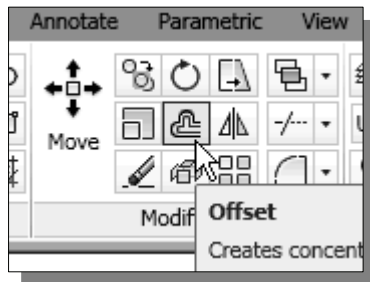 Annotate Parametric View
Move
Modif
Offset
Creates concent